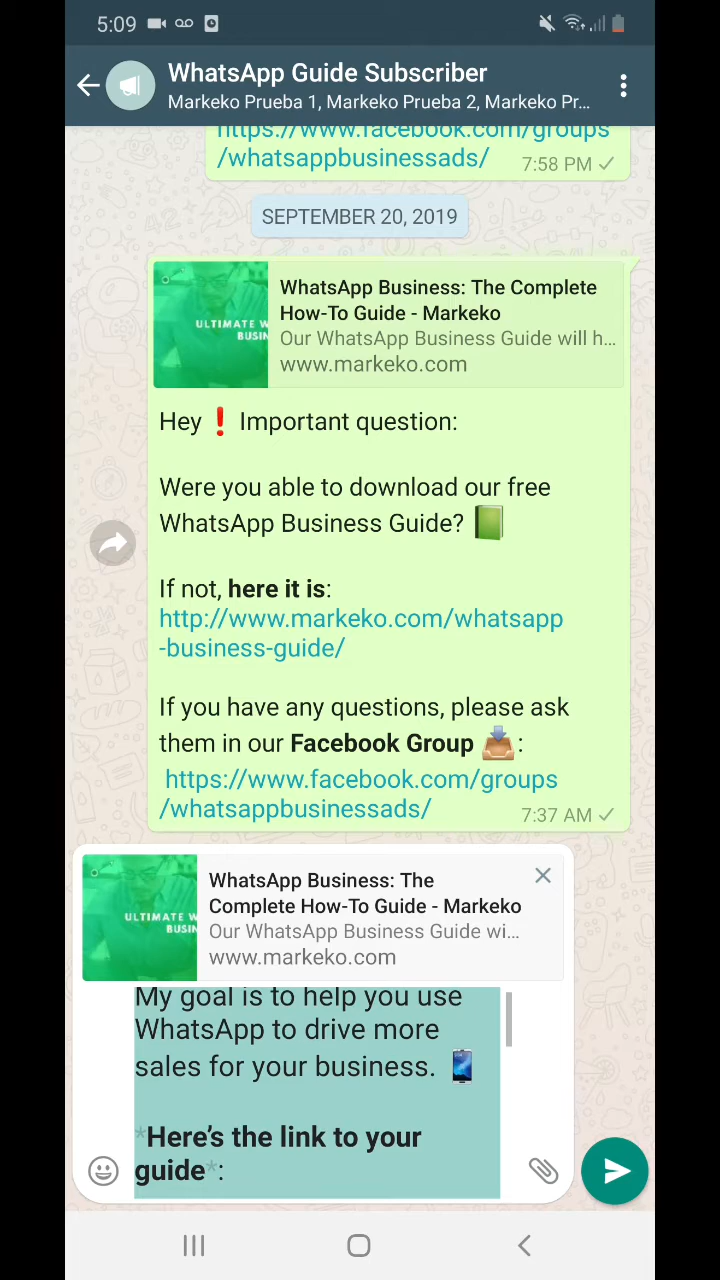 5:09
WhatsApp Guide Subscriber
Markeko Prueba 1, Markeko Prueba 2, Markeko Pr...
https://www.facebook.com/groups
/whatsappbusinessads/ 7:58 PM
SEPTEMBER 20, 2019
ULTIMATE W
BUSIN
WhatsApp Business: The Complete
How-To Guide - Markeko
Our WhatsApp Business Guide will h...
www.markeko.com
Hey ❗ Important question:
Were you able to download our free
WhatsApp Business Guide? 📗
If not, here it is:
http://www.markeko.com/whatsapp
-business-guide/
If you have any questions, please ask
them in our Facebook Group 📥:
https://www.facebook.com/groups
/whatsappbusinessads/ 7:37 AM
ULTIMATE W
BUSIN
WhatsApp Business: The
Complete How-To Guide - Markeko
Our WhatsApp Business Guide wi...
www.markeko.com
My goal is to help you use
WhatsApp to drive more
sales for your business. 📱
*Here's the link to your
guide*: